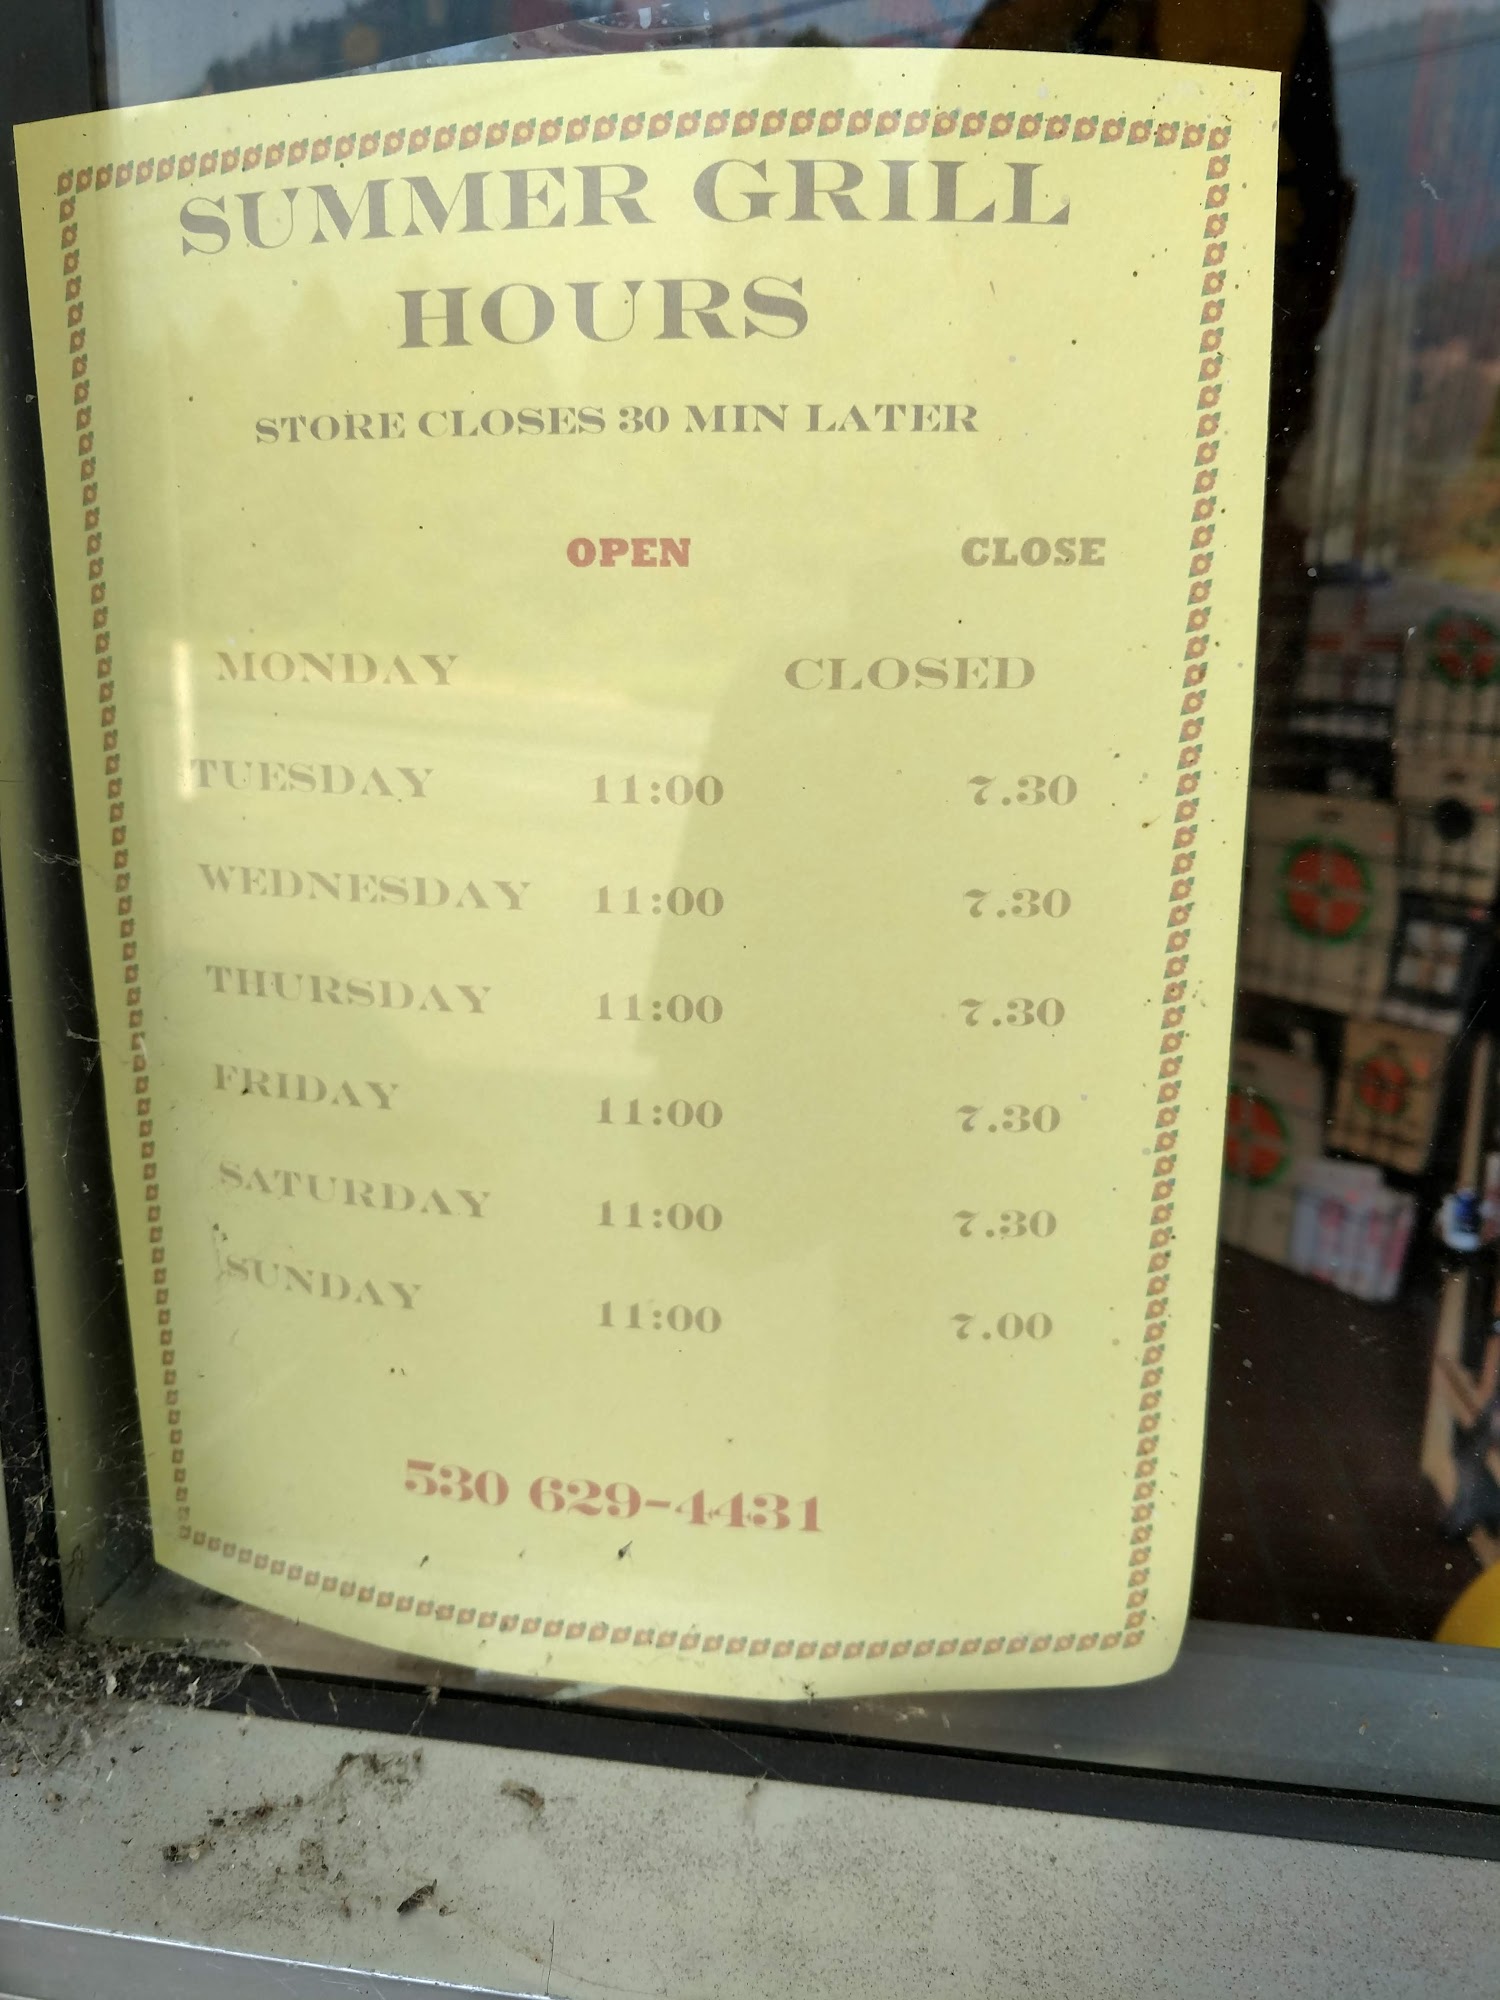 SUMMER GRILL
HOURS
STORE CLOSES 30 MIN LATER
OPEN CLOSE
MONDAY CLOSED
TUESDAY 11:00 7.30
WEDNESDAY 11:00 7.30
THURSDAY 11:00 7.30
FRIDAY 11:00 7.30
SATURDAY 11:00 7.30
SUNDAY 11:00 7.00
530 629-4431